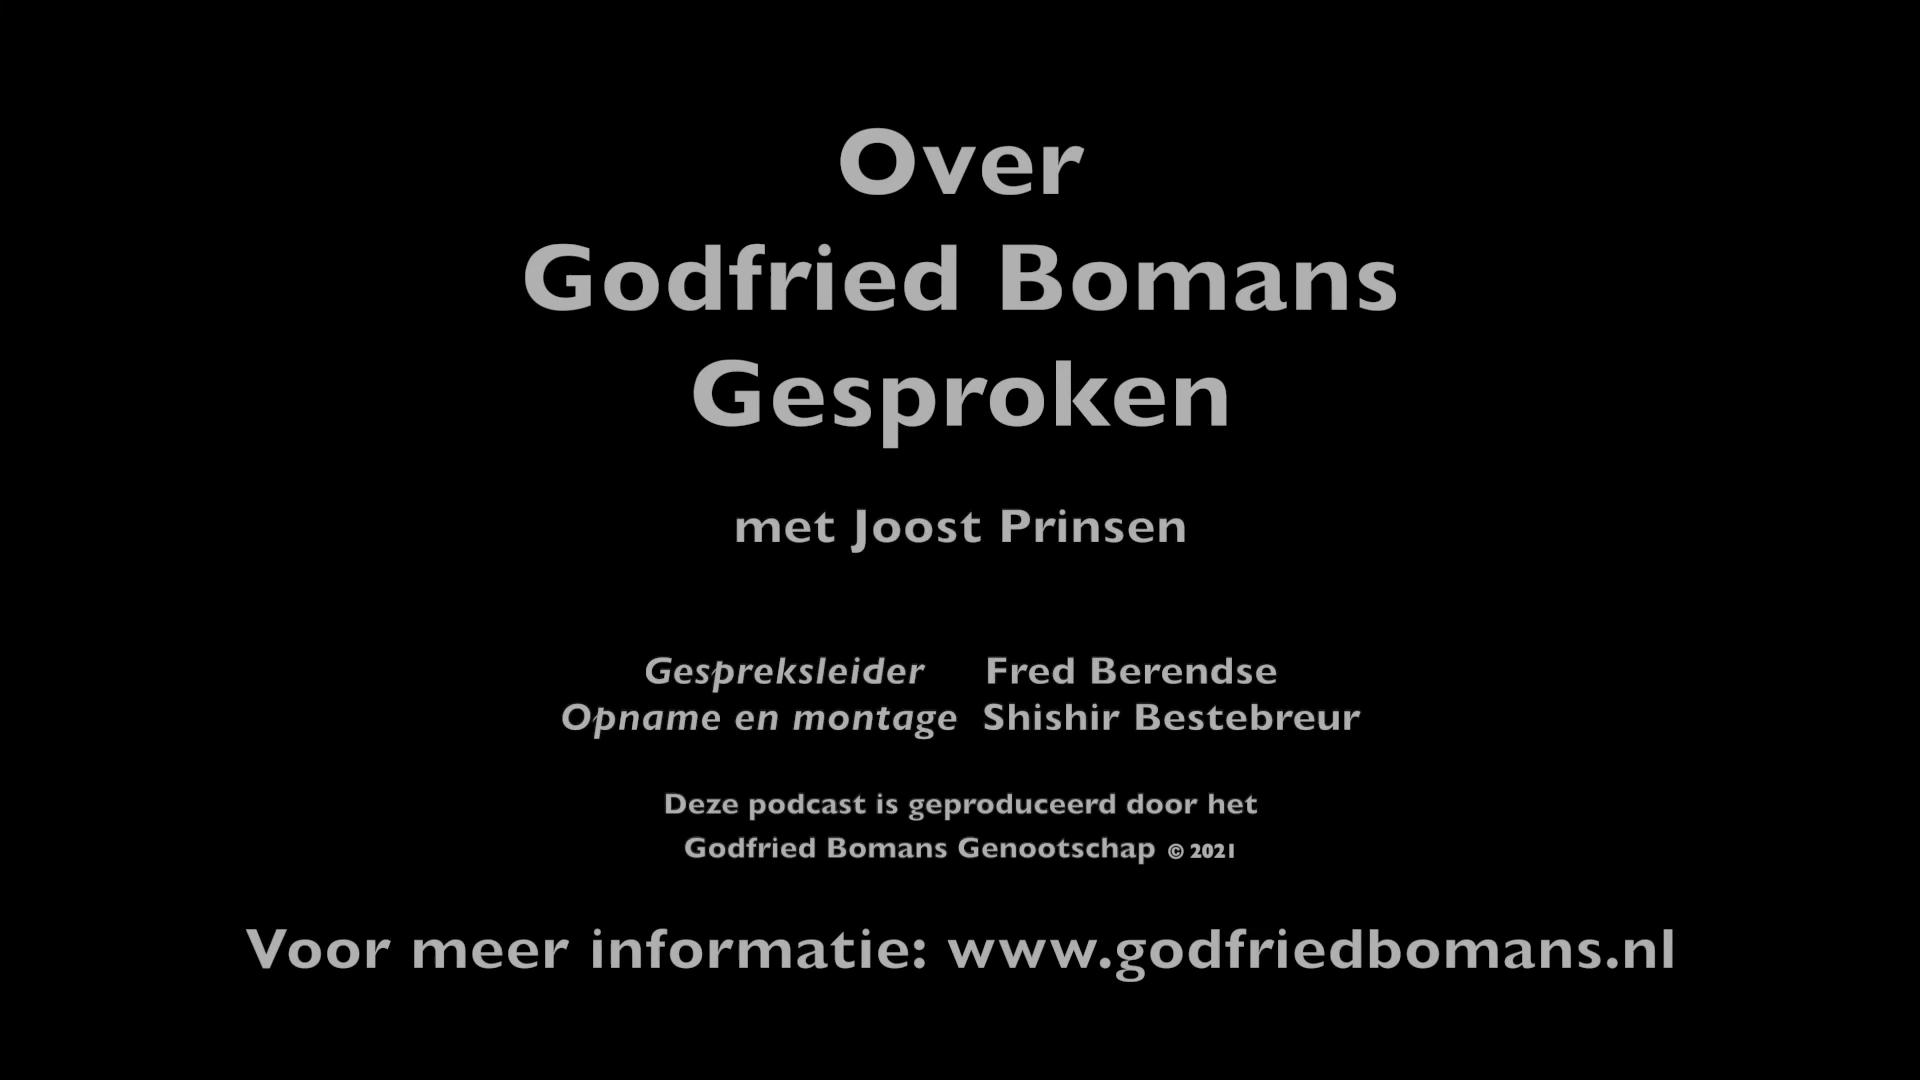 Over
Godfried Bomans
Gesproken
met Joost Prinsen
Gespreksleider Fred Berendse
Opname en montage Shishir Bestebreur
Deze podcast is geproduceerd door het
Godfried Bomans Genootschap © 2021
Voor meer informatie: www.godfriedbomans.nl